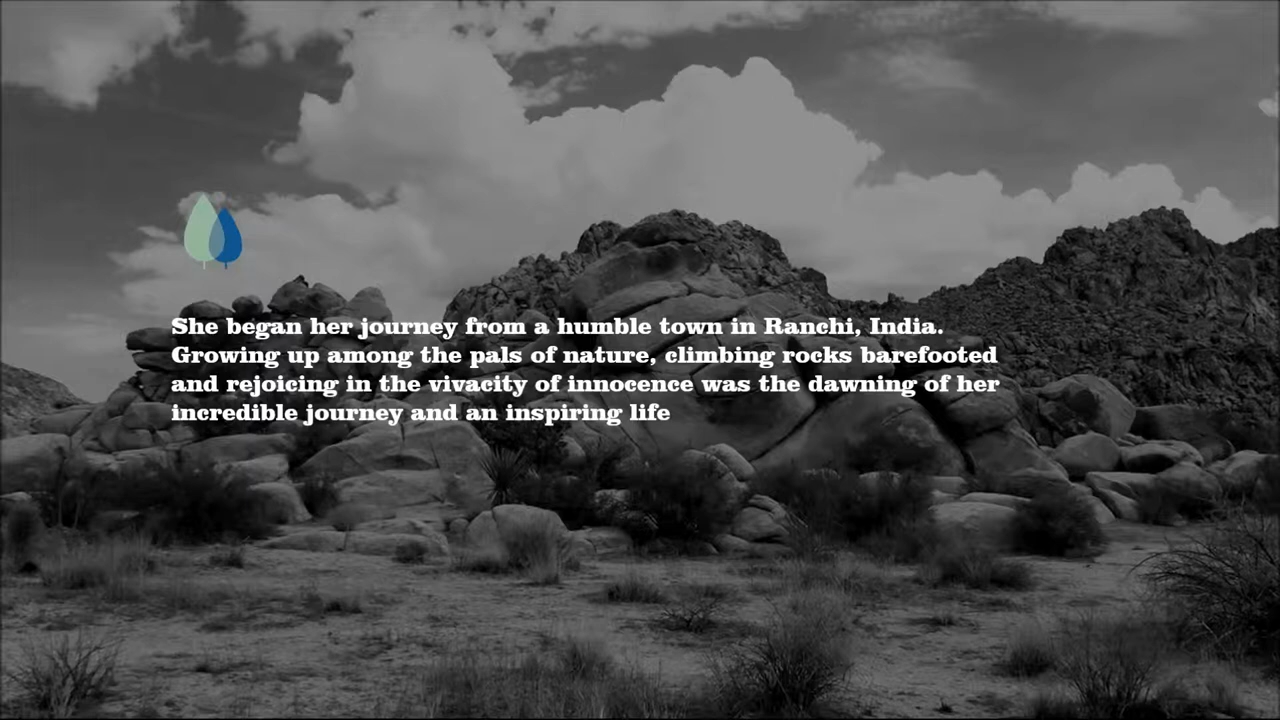 She began her journey from a humble town in Ranchi, India.
Growing up among the pals of nature, climbing rocks barefooted
and rejoicing in the vivacity of innocence was the dawning of her
incredible journey and an inspiring life